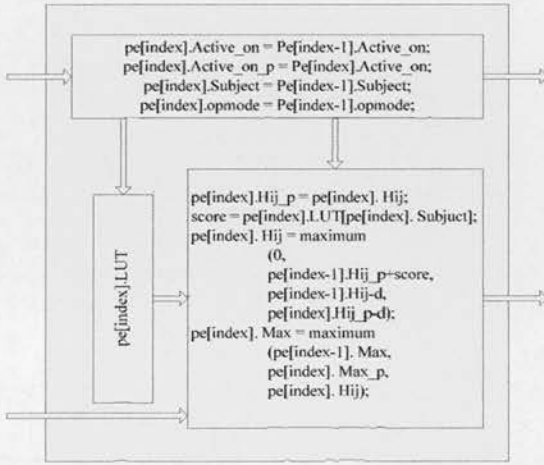 pe[index].Active_on = Pe[index-1].Active_on;
pe[index].Active_on_p = Pe[index].Active_on;
pe[index].Subject = Pe[index-1].Subject;
pe[index].opmode = Pe[index-1].opmode;
pe[index].LUT
pe[index].Hij_p = pe[index]. Hij;
score = pe[index].LUT[pe[index]. Subjuct];
pe[index]. Hij = maximum
(0,
pe[index-1].Hij_p+score,
pe[index-1].Hij-d,
pe[index].Hij_p-d);
pe[index]. Max = maximum
(pe[index-1]. Max,
pe[index]. Max_p,
pe[index]. Hij);